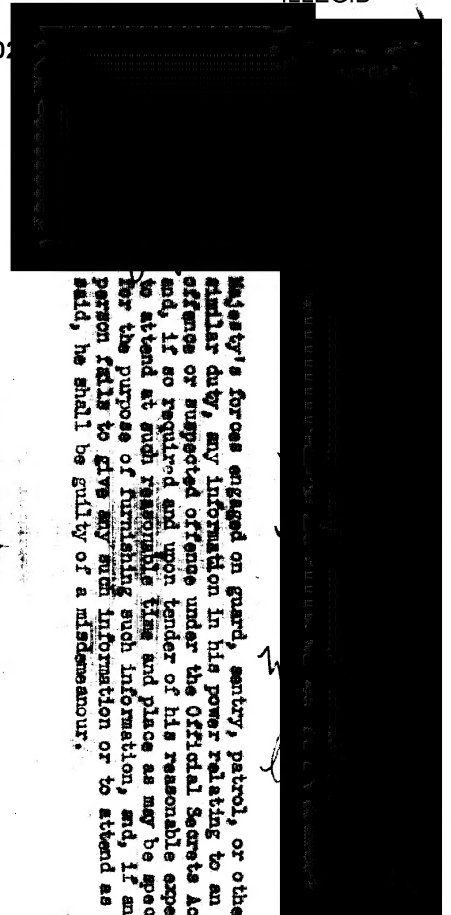 ILLEGIB
02
Majesty's forces engaged on guard, sentry, patrol, or othe
similar duty, any information in his power relating to an
offence or suspected offence under the Official Secrets Ac
and, if so required and upon tender of his reasonable expe
to attend at such reasonable time and place as may be spec
for the purpose of furnishing such information, and, if an
person fails to give any such information or to attend as
said, he shall be guilty of a misdemeanour.